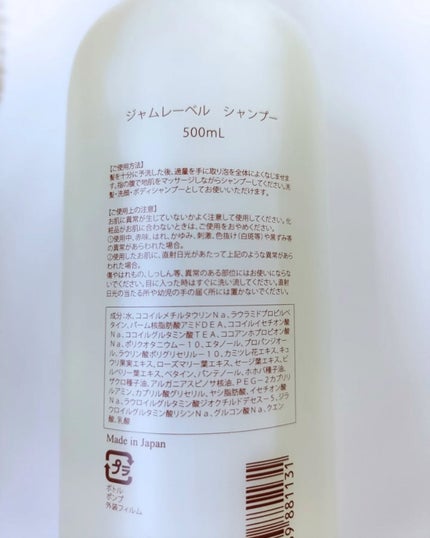 ジャムレーベル　シャンプー
500mL
【ご使用方法】
髪を十分に予洗した後、適量を手に取り泡を全体によくなじませま
す。指の腹で地肌をマッサージしながらシャンプーしてください。洗
髪・洗顔・ボディシャンプーとしてお使いいただけます。
【ご使用上の注意】
お肌に異常が生じていないかよく注意して使用してください。化
粧品がお肌に合わないときは、ご使用をおやめください。
①使用中、赤味、はれ、かゆみ、刺激、色抜け(白斑等)や黒ずみ等
の異常があらわれた場合。
②使用したお肌に、直射日光があたって上記のような異常があら
われた場合。
傷やはれもの、しっしん等、異常のある部位にはお使いにならな
いでください。目に入った時はすぐに洗い流してください。直射
日光の当たる所や幼児の手の届く所には置かないでください。
成分:水、ココイルメチルタウリンNa、ラウラミドプロピルベ
タイン、パーム核脂肪酸アミドDEA、ココイルイセチオン酸
Na、ココイルグルタミン酸TEA、ココアンホプロピオン酸
Na、ポリクオタニウム－10、エタノール、プロパンジオー
ル、ラウリン酸ポリグリセリル－10、カミツレ花エキス、キュ
ウリ果実エキス、ローズマリー葉エキス、セージ葉エキス、ビ
ルベリー葉エキス、ベタイン、パンテノール、ホホバ種子油、
ザクロ種子油、アルガニアスピノサ核油、PEG－2カプリリ
ルアミン、カプリル酸グリセリル、ヤシ脂肪酸、イセチオン酸
Na、ラウロイルグルタミン酸ジオクチルドデセス－5、ジラ
ウロイルグルタミン酸リシンNa、グルコン酸Na、クエン
酸、乳酸
Made in Japan
プラ
ボトル
ポンプ
外装フィルム
9881131